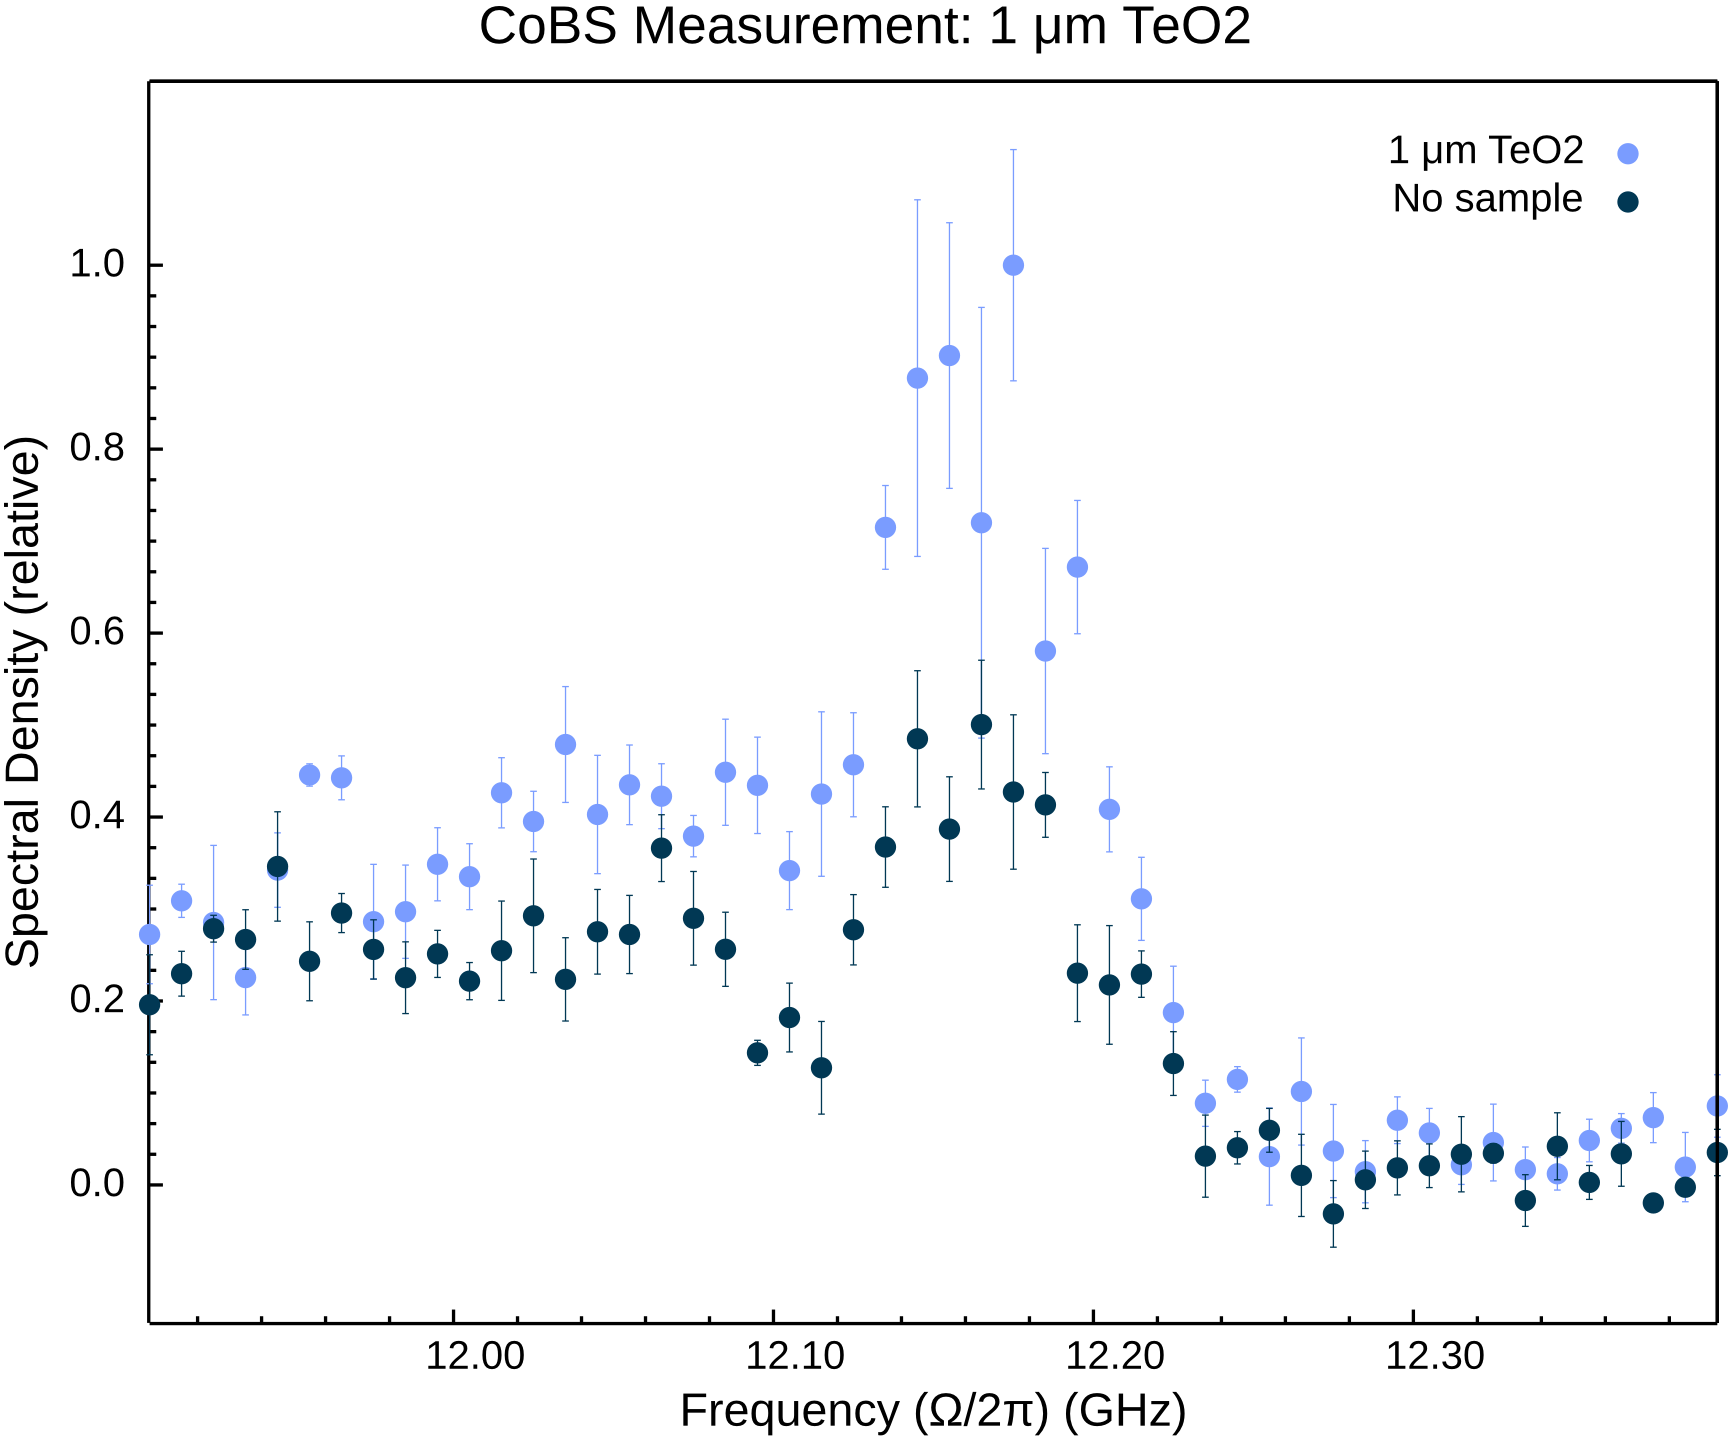 CoBS Measurement: 1 μm TeO2
1 μm TeO2
No sample
1.0
0.8
0.6
0.4
0.2
0.0
Spectral Density (relative)
12.00 12.10 12.20 12.30
Frequency (Ω/2π) (GHz)